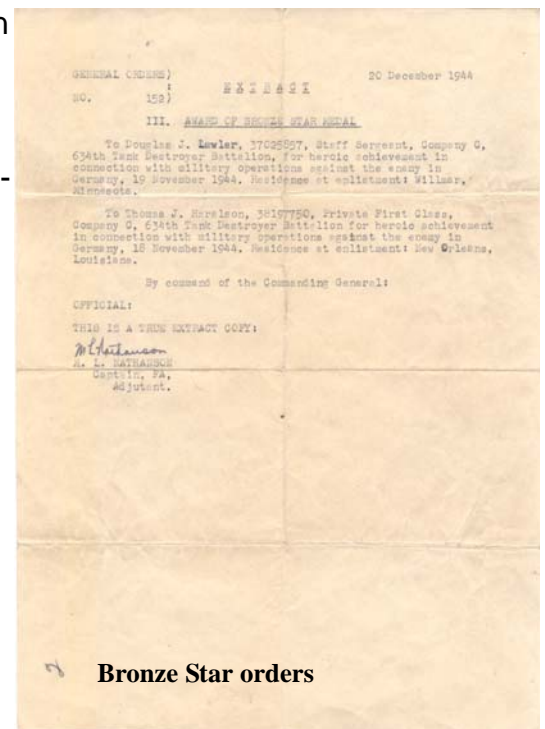 n
-
GENERAL ORDERS) 20 December 1944
:
EXTRACT
NO. 152)
III. AWARD OF BRONZE STAR MEDAL
To Douglas J. Lawler, 37025857, Staff Sergeant, Company C,
634th Tank Destroyer Battalion, for heroic achievement in
connection with military operations against the enemy in
Germany, 19 November 1944. Residence at enlistment: Willmar,
Minnesota.
To Thomas J. Haralson, 38197750, Private First Class,
Company C, 634th Tank Destroyer Battalion for heroic achievement
in connection with military operations against the enemy in
Germany, 18 November 1944. Residence at enlistment: New Orleans,
Louisiana.
By command of the Commanding General:
OFFICIAL:
THIS IS A TRUE EXTRACT COPY:
L. NATHANSON
Captain, FA,
Adjutant.
Bronze Star orders